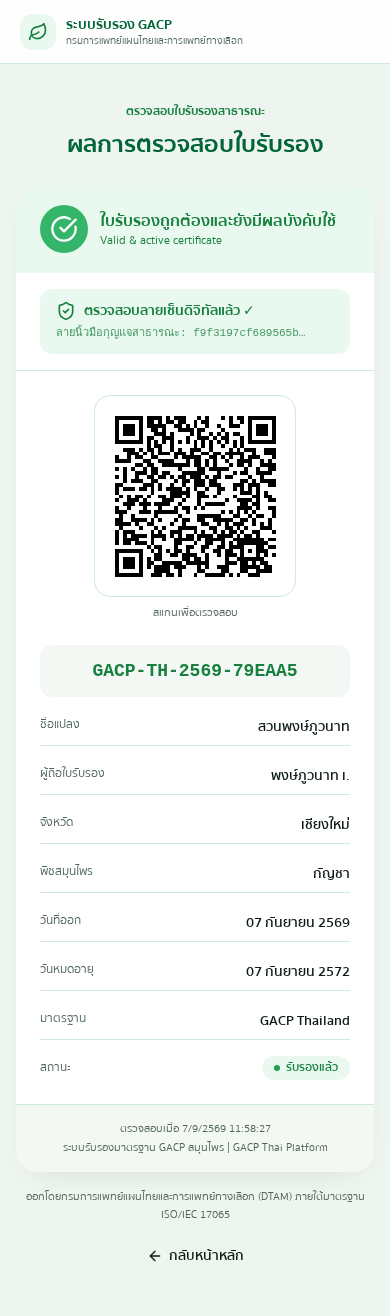 ระบบรับรอง GACP
กรมการแพทย์แผนไทยและการแพทย์ทางเลือก
ตรวจสอบใบรับรองสาธารณะ
ผลการตรวจสอบใบรับรอง
ใบรับรองถูกต้องและยังมีผลบังคับใช้
Valid & active certificate
ตรวจสอบลายเซ็นดิจิทัลแล้ว ✓
ลายนิ้วมือกุญแจสาธารณะ: f9f3197cf689565b…
สแกนเพื่อตรวจสอบ
GACP-TH-2569-79EAA5
ชื่อแปลง สวนพงษ์ภูวนาท
ผู้ถือใบรับรอง พงษ์ภูวนาท เ.
จังหวัด เชียงใหม่
พืชสมุนไพร กัญชา
วันที่ออก 07 กันยายน 2569
วันหมดอายุ 07 กันยายน 2572
มาตรฐาน GACP Thailand
สถานะ รับรองแล้ว
ตรวจสอบเมื่อ 7/9/2569 11:58:27
ระบบรับรองมาตรฐาน GACP สมุนไพร | GACP Thai Platform
ออกโดยกรมการแพทย์แผนไทยและการแพทย์ทางเลือก (DTAM) ภายใต้มาตรฐาน
ISO/IEC 17065
← กลับหน้าหลัก